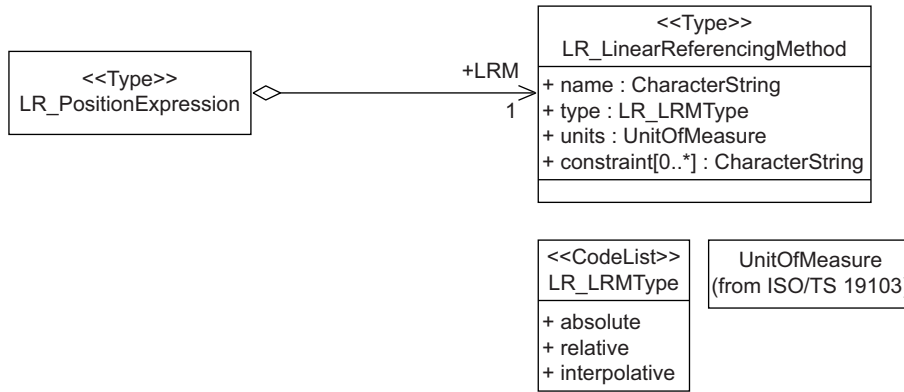 <<Type>>
LR_PositionExpression
+LRM
1
<<Type>>
LR_LinearReferencingMethod
+ name : CharacterString
+ type : LR_LRMType
+ units : UnitOfMeasure
+ constraint[0..*] : CharacterString
<<CodeList>>
LR_LRMType
+ absolute
+ relative
+ interpolative
UnitOfMeasure
(from ISO/TS 19103)